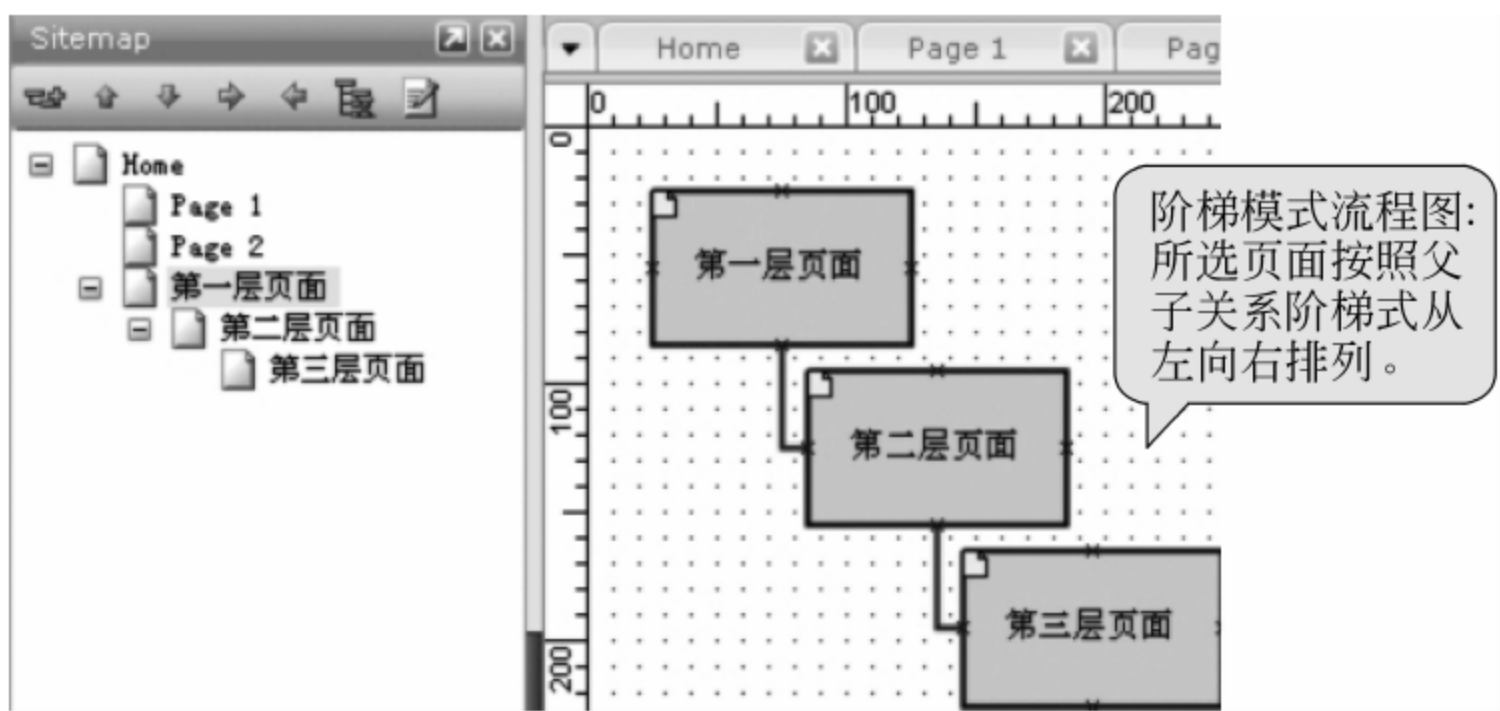 Sitemap
Home
Page 1
Page 2
第一层页面
第二层页面
第三层页面
Home
Page 1
Pag
0
100
200
0
100
200
第一层页面
第二层页面
第三层页面
阶梯模式流程图:
所选页面按照父
子关系阶梯式从
左向右排列。